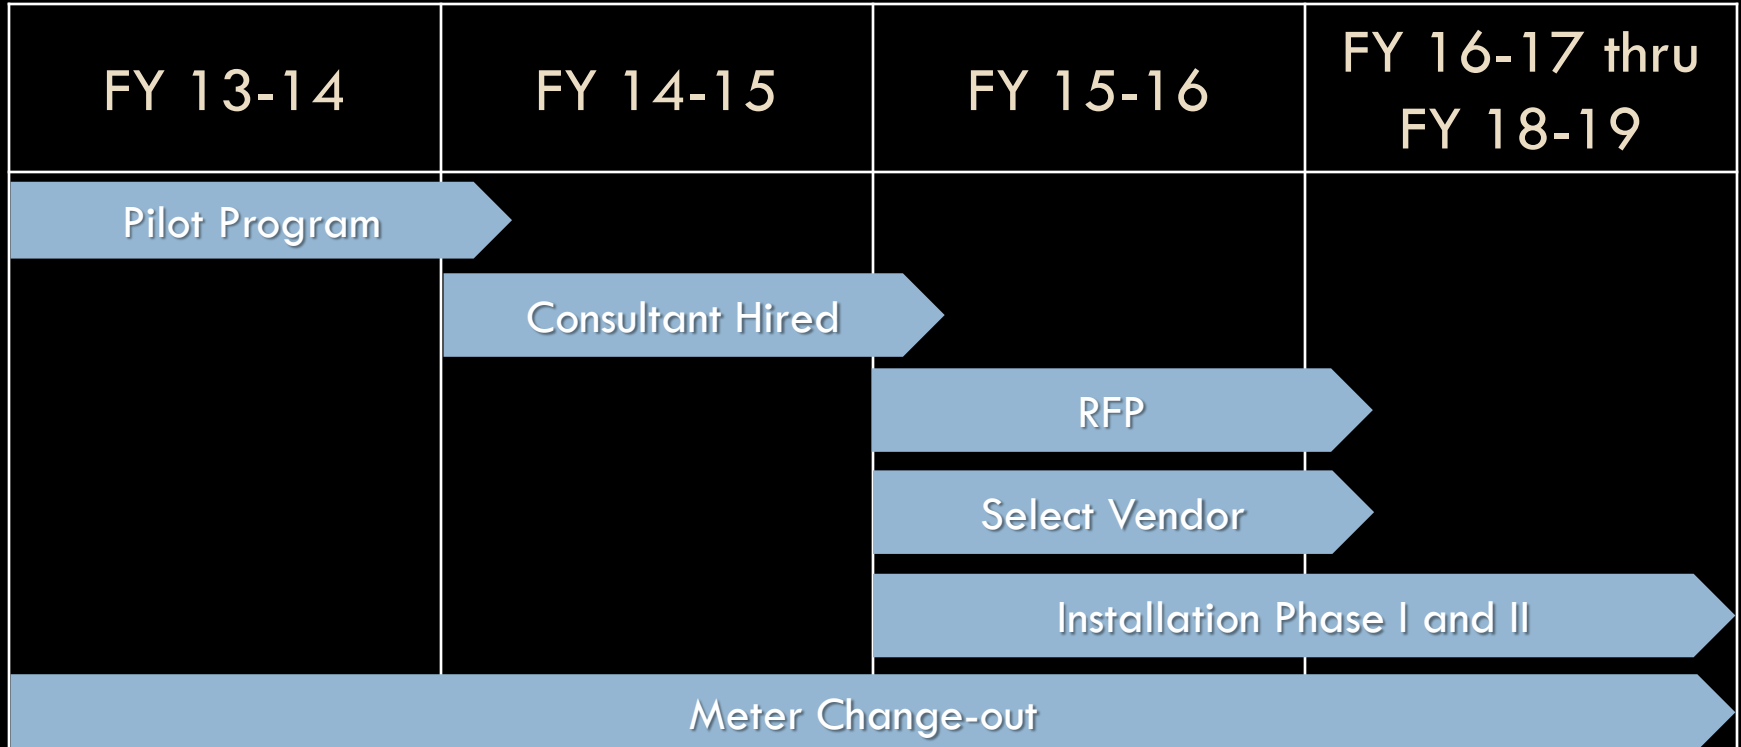 FY 13-14
FY 14-15
FY 15-16
FY 16-17 thru
FY 18-19
Pilot Program
Consultant Hired
RFP
Select Vendor
Installation Phase I and II
Meter Change-out